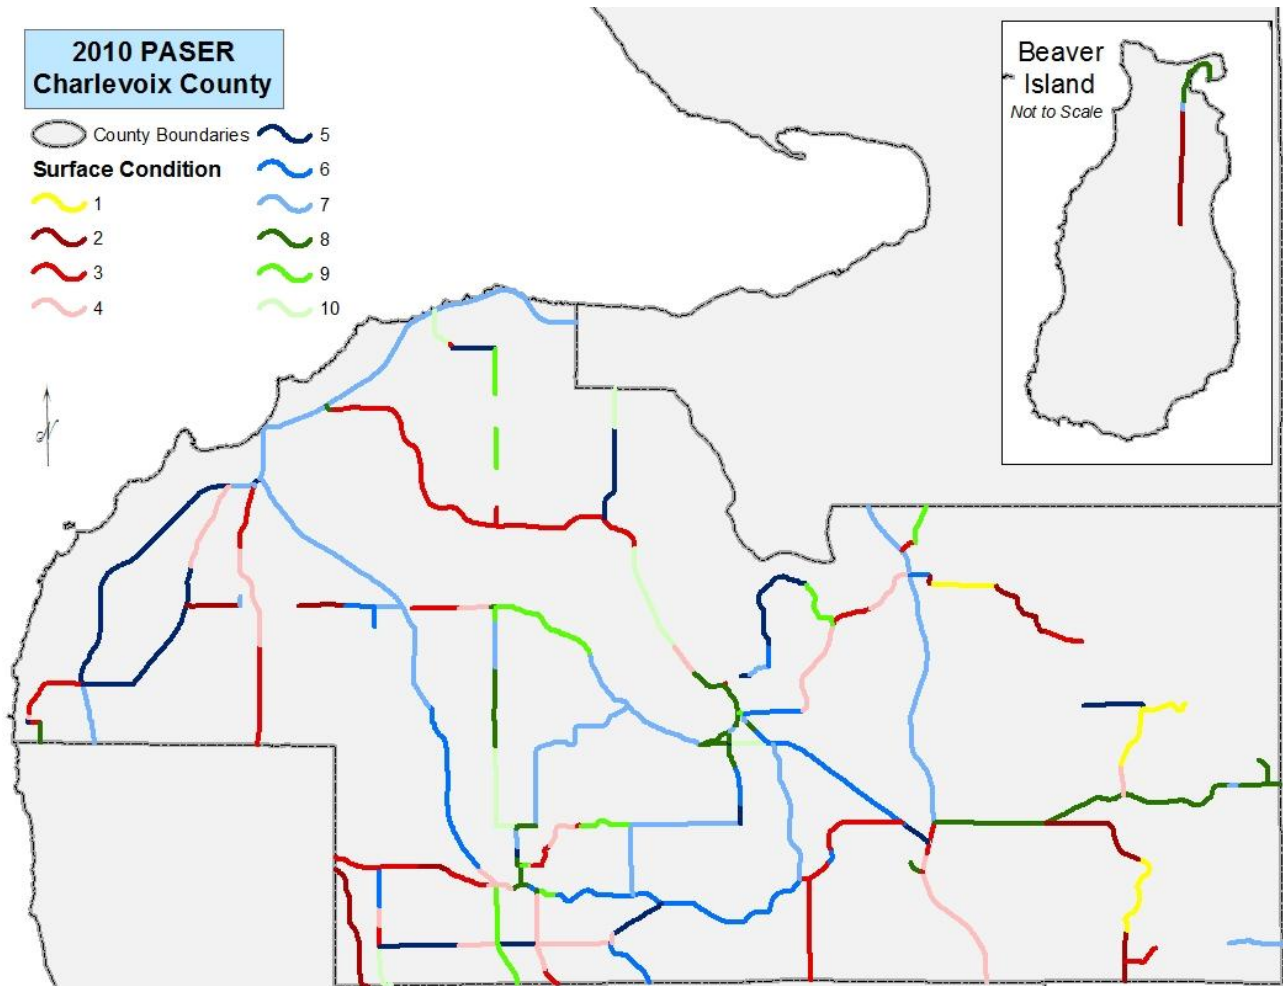 2010 PASER
Charlevoix County
County Boundaries
Surface Condition
1
2
3
4
5
6
7
8
9
10
N
Beaver
Island
Not to Scale